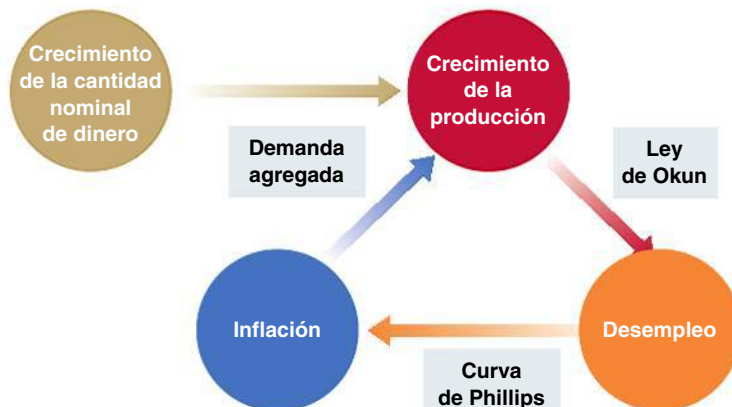 Crecimiento
de la cantidad
nominal
de dinero
Crecimiento
de la
producción
Demanda
agregada
Ley
de Okun
Inflación
Desempleo
Curva
de Phillips